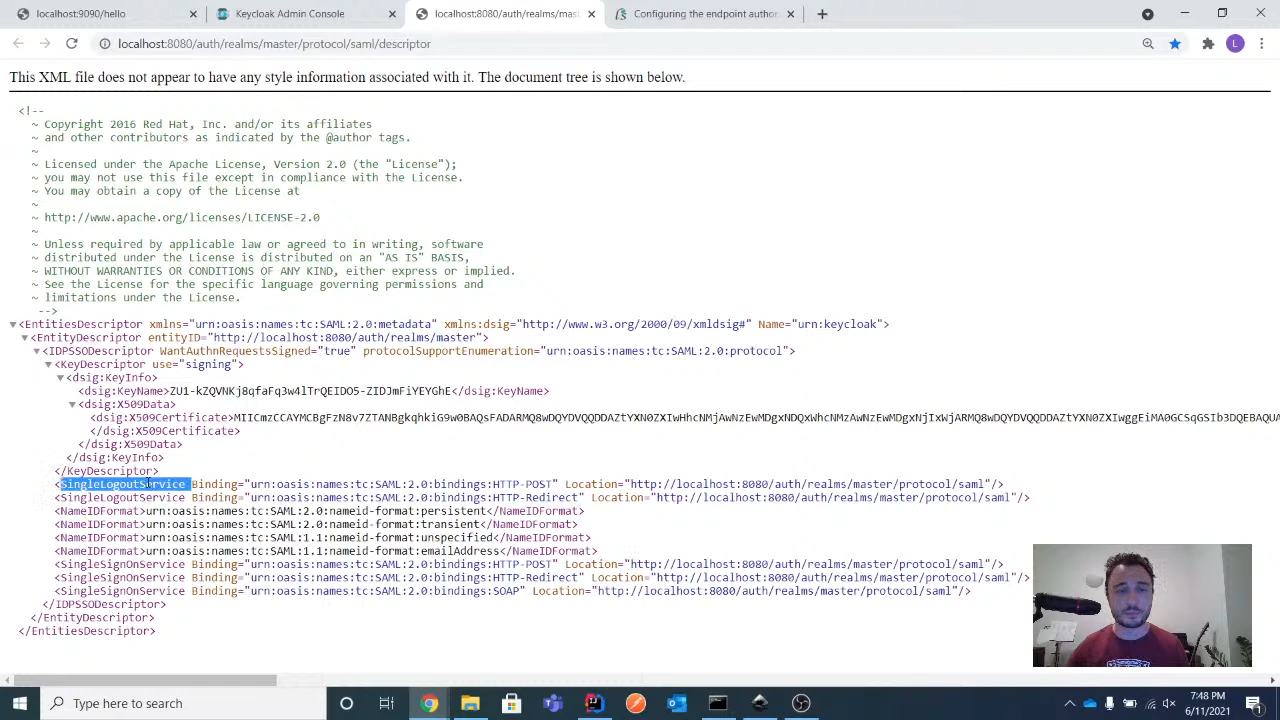 localhost:9090/hello
Keycloak Admin Console
localhost:8080/auth/realms/mas
Configuring the endpoint author
localhost:8080/auth/realms/master/protocol/saml/descriptor
L
This XML file does not appear to have any style information associated with it. The document tree is shown below.
<!--
~ Copyright 2016 Red Hat, Inc. and/or its affiliates
~ and other contributors as indicated by the @author tags.
~
~ Licensed under the Apache License, Version 2.0 (the "License");
~ you may not use this file except in compliance with the License.
~ You may obtain a copy of the License at
~
~ http://www.apache.org/licenses/LICENSE-2.0
~
~ Unless required by applicable law or agreed to in writing, software
~ distributed under the License is distributed on an "AS IS" BASIS,
~ WITHOUT WARRANTIES OR CONDITIONS OF ANY KIND, either express or implied.
~ See the License for the specific language governing permissions and
~ limitations under the License.
-->
<EntitiesDescriptor xmlns="urn:oasis:names:tc:SAML:2.0:metadata" xmlns:dsig="http://www.w3.org/2000/09/xmldsig#" Name="urn:keycloak">
<EntityDescriptor entityID="http://localhost:8080/auth/realms/master">
<IDPSSODescriptor WantAuthnRequestsSigned="true" protocolSupportEnumeration="urn:oasis:names:tc:SAML:2.0:protocol">
<KeyDescriptor use="signing">
<dsig:KeyInfo>
<dsig:KeyName>ZU1-kZQVNKj8qfaFq3w4lTrQEIDO5-ZIDJmFiYEYGhE</dsig:KeyName>
<dsig:X509Data>
<dsig:X509Certificate>MIICmzCCAYMCBgFzN8v7ZTANBgkqhkiG9w0BAQsFADARMQ8wDQYDVQQDDAZtYXN0ZXIwHhcNMjAwNzEwMDgxNDQxWhcNMzAwNzEwMDgxNjIxWjARMQ8wDQYDVQQDDAZtYXN0ZXIwggEiMA0GCSqGSIb3DQEBAQUA
</dsig:X509Certificate>
</dsig:X509Data>
</dsig:KeyInfo>
</KeyDescriptor>
<SingleLogoutService Binding="urn:oasis:names:tc:SAML:2.0:bindings:HTTP-POST" Location="http://localhost:8080/auth/realms/master/protocol/saml"/>
<SingleLogoutService Binding="urn:oasis:names:tc:SAML:2.0:bindings:HTTP-Redirect" Location="http://localhost:8080/auth/realms/master/protocol/saml"/>
<NameIDFormat>urn:oasis:names:tc:SAML:2.0:nameid-format:persistent</NameIDFormat>
<NameIDFormat>urn:oasis:names:tc:SAML:2.0:nameid-format:transient</NameIDFormat>
<NameIDFormat>urn:oasis:names:tc:SAML:1.1:nameid-format:unspecified</NameIDFormat>
<NameIDFormat>urn:oasis:names:tc:SAML:1.1:nameid-format:emailAddress</NameIDFormat>
<SingleSignOnService Binding="urn:oasis:names:tc:SAML:2.0:bindings:HTTP-POST" Location="http://localhost:8080/auth/realms/master/protocol/saml"/>
<SingleSignOnService Binding="urn:oasis:names:tc:SAML:2.0:bindings:HTTP-Redirect" Location="http://localhost:8080/auth/realms/master/protocol/saml"/>
<SingleSignOnService Binding="urn:oasis:names:tc:SAML:2.0:bindings:SOAP" Location="http://localhost:8080/auth/realms/master/protocol/saml"/>
</IDPSSODescriptor>
</EntityDescriptor>
</EntitiesDescriptor>
Type here to search
7:48 PM
6/11/2021
1